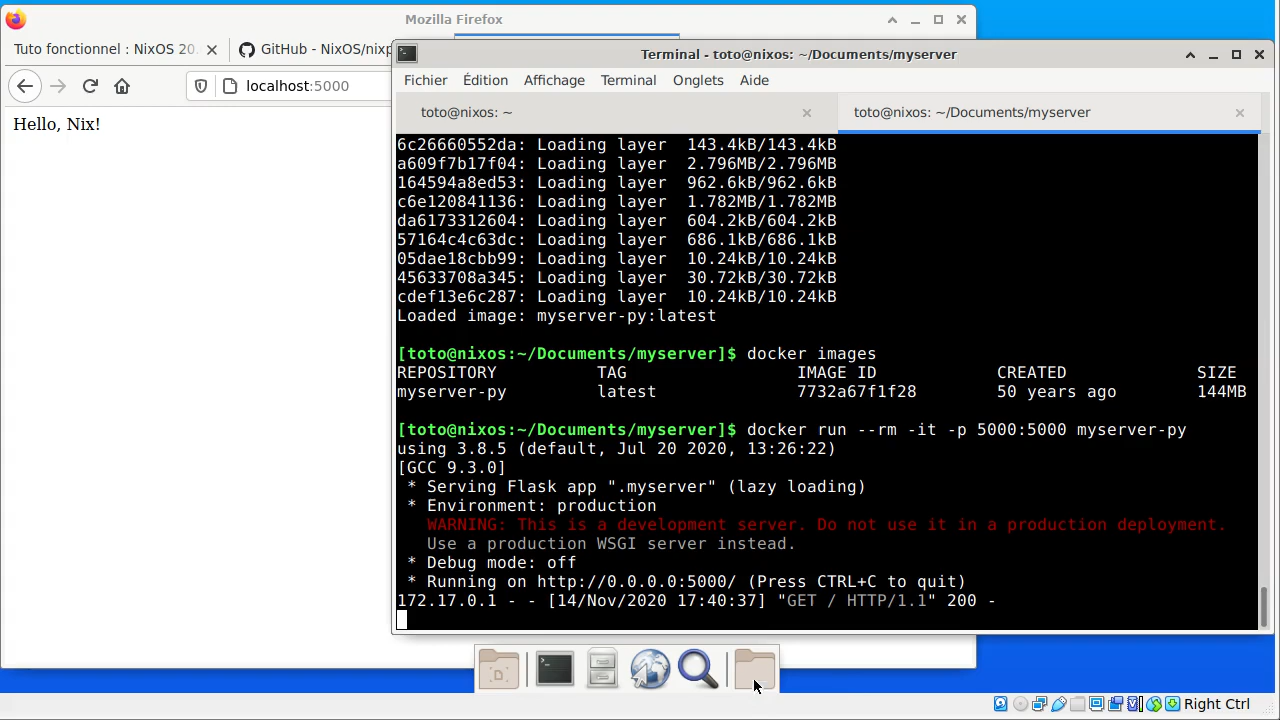 Mozilla Firefox
Tuto fonctionnel : NixOS 20.
GitHub - NixOS/nixp
localhost:5000
Hello, Nix!
Terminal - toto@nixos: ~/Documents/myserver
Fichier Édition Affichage Terminal Onglets Aide
toto@nixos: ~
toto@nixos: ~/Documents/myserver
6c26660552da: Loading layer 143.4kB/143.4kB
a609f7b17f04: Loading layer 2.796MB/2.796MB
164594a8ed53: Loading layer 962.6kB/962.6kB
c6e120841136: Loading layer 1.782MB/1.782MB
da6173312604: Loading layer 604.2kB/604.2kB
57164c4c63dc: Loading layer 686.1kB/686.1kB
05dae18cbb99: Loading layer 10.24kB/10.24kB
45633708a345: Loading layer 30.72kB/30.72kB
cdef13e6c287: Loading layer 10.24kB/10.24kB
Loaded image: myserver-py:latest
[toto@nixos:~/Documents/myserver]$ docker images
REPOSITORY TAG IMAGE ID CREATED SIZE
myserver-py latest 7732a67f1f28 50 years ago 144MB
[toto@nixos:~/Documents/myserver]$ docker run --rm -it -p 5000:5000 myserver-py
using 3.8.5 (default, Jul 20 2020, 13:26:22)
[GCC 9.3.0]
* Serving Flask app ".myserver" (lazy loading)
* Environment: production
WARNING: This is a development server. Do not use it in a production deployment.
Use a production WSGI server instead.
* Debug mode: off
* Running on http://0.0.0.0:5000/ (Press CTRL+C to quit)
172.17.0.1 - - [14/Nov/2020 17:40:37] "GET / HTTP/1.1" 200 -
Right Ctrl